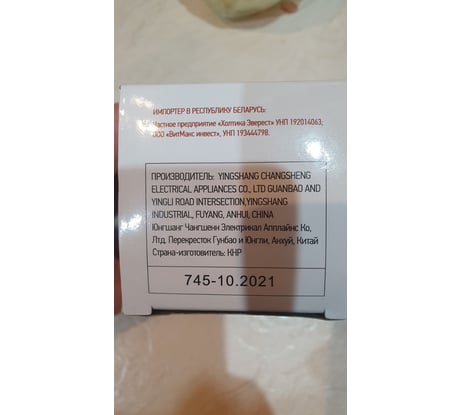 ИМПОРТЕР В РЕСПУБЛИКУ БЕЛАРУСЬ:
Частное предприятие «Холтика Эверест» УНП 192014063;
ООО «ВитМакс инвест», УНП 193444798.
ПРОИЗВОДИТЕЛЬ: YINGSHANG CHANGSHENG
ELECTRICAL APPLIANCES CO., LTD GUANBAO AND
YINGLI ROAD INTERSECTION,YINGSHANG
INDUSTRIAL, FUYANG, ANHUI, CHINA
Юнгшанг Чангшенн Электрикал Апплайнс Ко,
Лтд. Перекресток Гунбао и Юнгли, Анхуй, Китай
Страна-изготовитель: КНР
745-10.2021